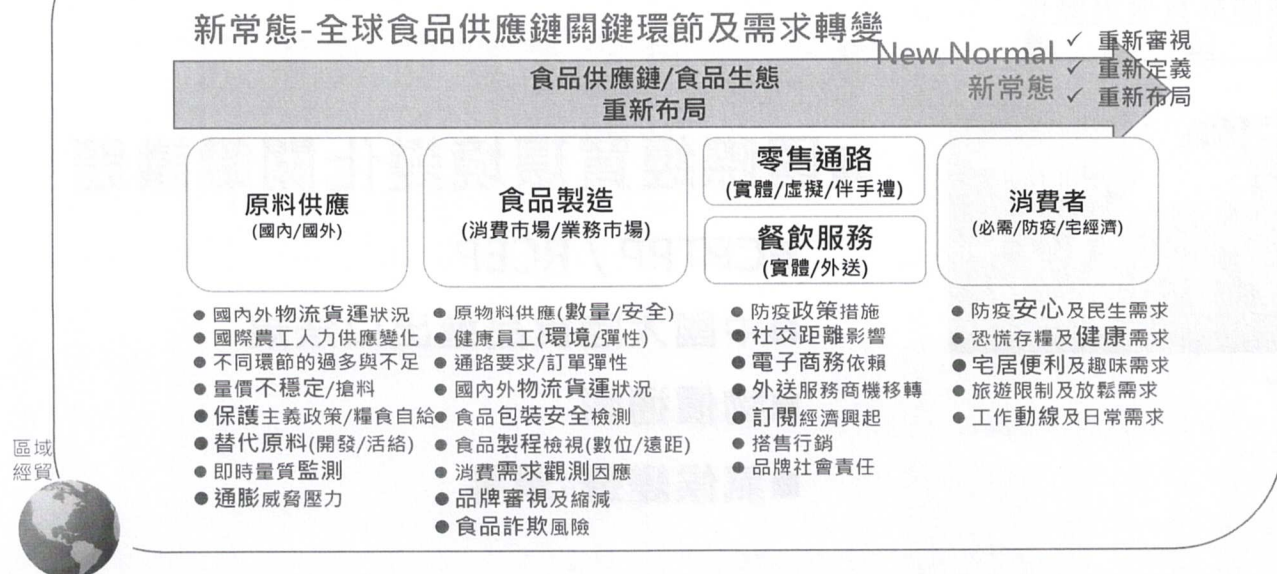 新常態-全球食品供應鏈關鍵環節及需求轉變
New Normal
新常態
✓ 重新審視
✓ 重新定義
✓ 重新布局
食品供應鏈/食品生態
重新布局
原料供應
(國內/國外)
● 國內外物流貨運狀況
● 國際農工人力供應變化
● 不同環節的過多與不足
● 量價不穩定/搶料
● 保護主義政策/糧食自給
● 替代原料(開發/活絡)
● 即時量質監測
● 通膨威脅壓力
食品製造
(消費市場/業務市場)
● 原物料供應(數量/安全)
● 健康員工(環境/彈性)
● 通路要求/訂單彈性
● 國內外物流貨運狀況
● 食品包裝安全檢測
● 食品製程檢視(數位/遠距)
● 消費需求觀測因應
● 品牌審視及縮減
● 食品詐欺風險
零售通路
(實體/虛擬/伴手禮)
餐飲服務
(實體/外送)
● 防疫政策措施
● 社交距離影響
● 電子商務依賴
● 外送服務商機移轉
● 訂閱經濟興起
● 搭售行銷
● 品牌社會責任
消費者
(必需/防疫/宅經濟)
● 防疫安心及民生需求
● 恐慌存糧及健康需求
● 宅居便利及趣味需求
● 旅遊限制及放鬆需求
● 工作動線及日常需求
區域
經貿